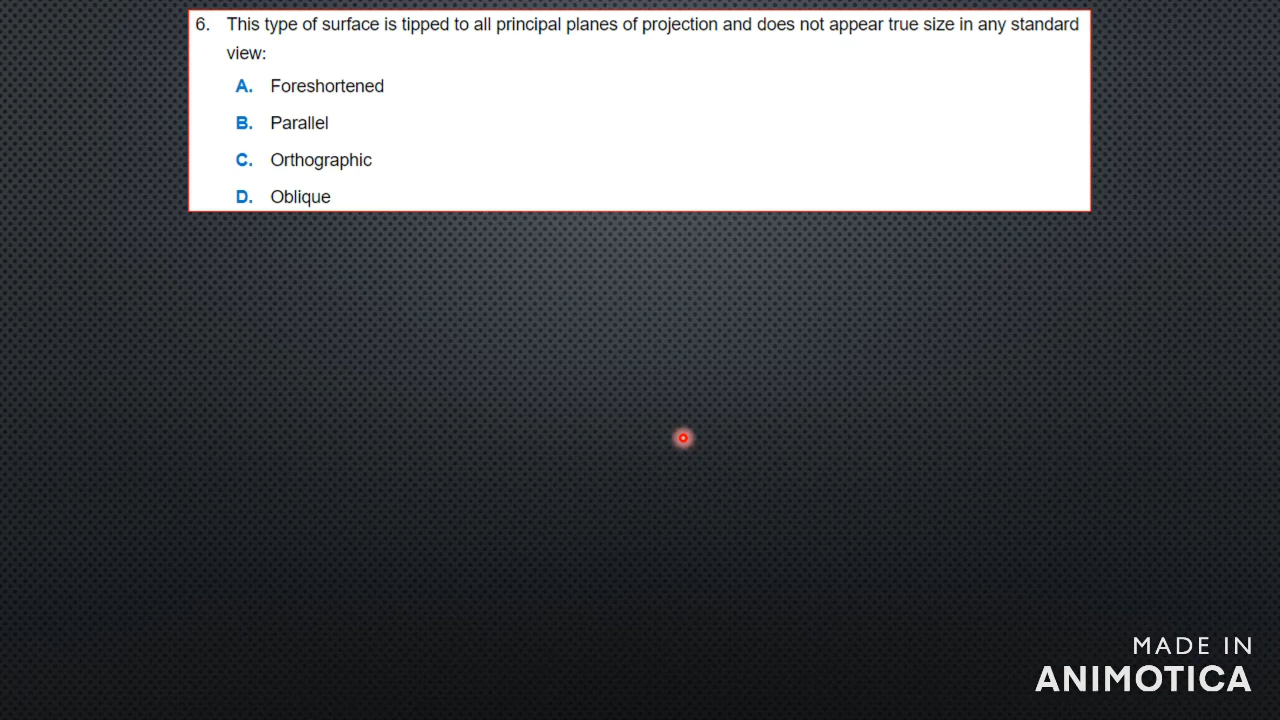 6. This type of surface is tipped to all principal planes of projection and does not appear true size in any standard
view:
A. Foreshortened
B. Parallel
C. Orthographic
D. Oblique
MADE IN
ANIMOTICA